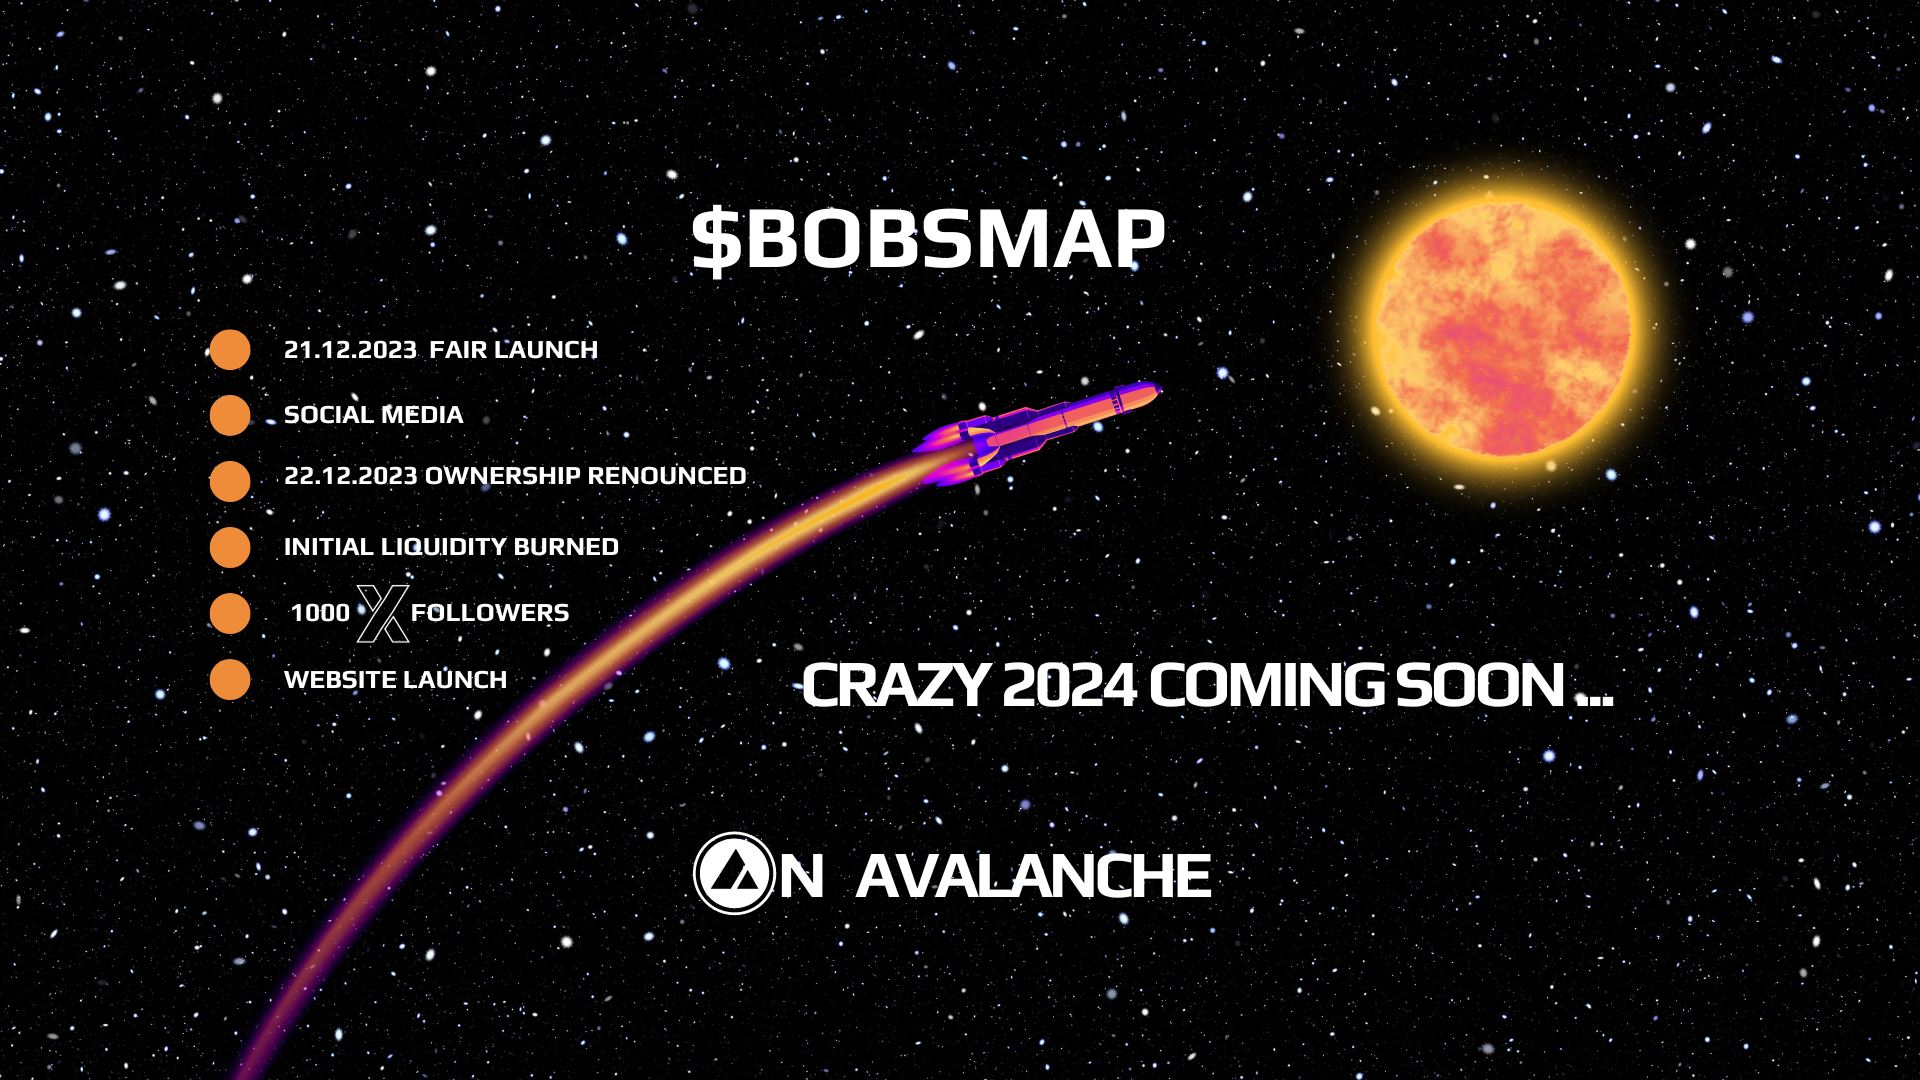 $BOBSMAP
21.12.2023 FAIR LAUNCH
SOCIAL MEDIA
22.12.2023 OWNERSHIP RENOUNCED
INITIAL LIQUIDITY BURNED
1000 X FOLLOWERS
WEBSITE LAUNCH
CRAZY 2024 COMING SOON ...
ON AVALANCHE